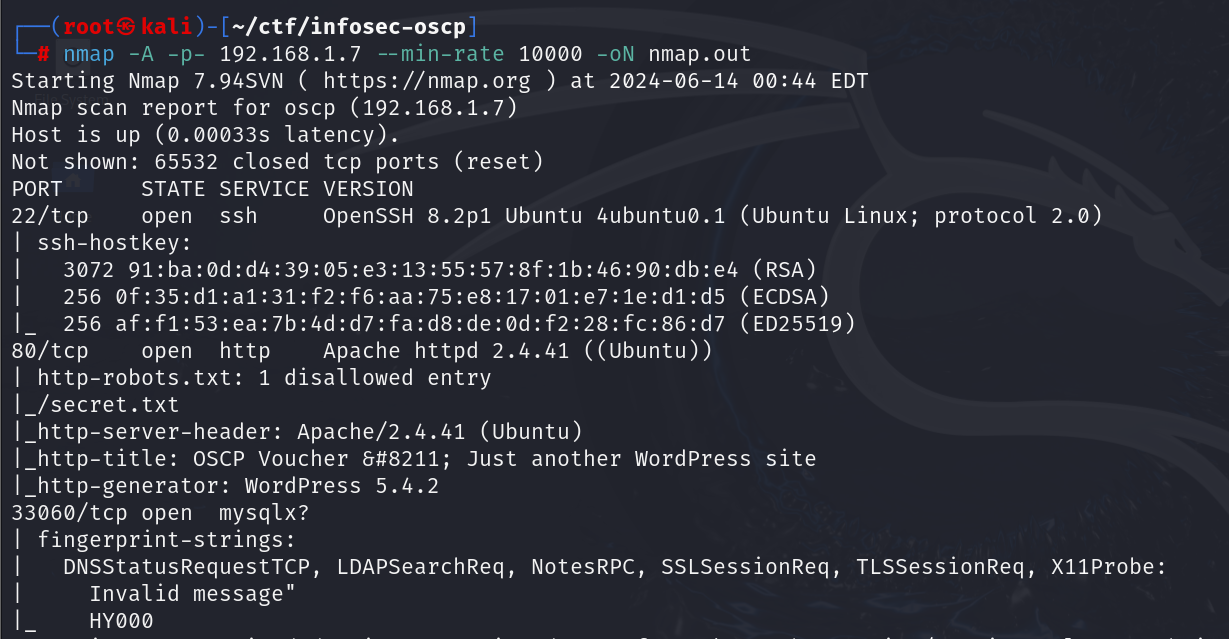 ┌──(root㉿kali)-[~/ctf/infosec-oscp]
└─# nmap -A -p- 192.168.1.7 --min-rate 10000 -oN nmap.out
Starting Nmap 7.94SVN ( https://nmap.org ) at 2024-06-14 00:44 EDT
Nmap scan report for oscp (192.168.1.7)
Host is up (0.00033s latency).
Not shown: 65532 closed tcp ports (reset)
PORT      STATE SERVICE VERSION
22/tcp    open  ssh     OpenSSH 8.2p1 Ubuntu 4ubuntu0.1 (Ubuntu Linux; protocol 2.0)
| ssh-hostkey:
|   3072 91:ba:0d:d4:39:05:e3:13:55:57:8f:1b:46:90:db:e4 (RSA)
|   256 0f:35:d1:a1:31:f2:f6:aa:75:e8:17:01:e7:1e:d1:d5 (ECDSA)
|_  256 af:f1:53:ea:7b:4d:d7:fa:d8:de:0d:f2:28:fc:86:d7 (ED25519)
80/tcp    open  http    Apache httpd 2.4.41 ((Ubuntu))
| http-robots.txt: 1 disallowed entry
|_/secret.txt
|_http-server-header: Apache/2.4.41 (Ubuntu)
|_http-title: OSCP Voucher &#8211; Just another WordPress site
|_http-generator: WordPress 5.4.2
33060/tcp open  mysqlx?
| fingerprint-strings:
|   DNSStatusRequestTCP, LDAPSearchReq, NotesRPC, SSLSessionReq, TLSSessionReq, X11Probe:
|     Invalid message"
|_    HY000